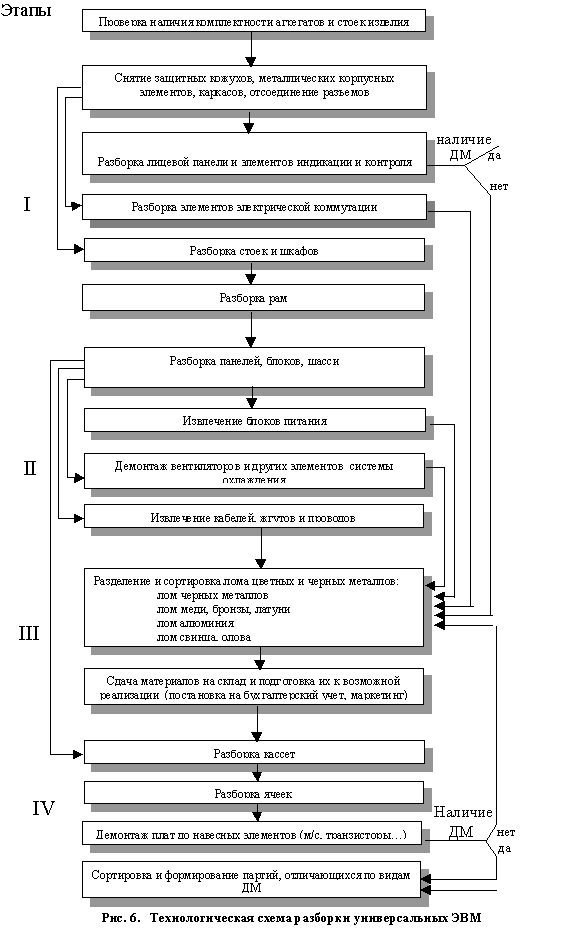 Этапы
Проверка наличия комплектности агрегатов и стоек изделия
Снятие защитных кожухов, металлических корпусных
элементов, каркасов, отсоединение разъемов
наличие
ДМ да
Разборка лицевой панели и элементов индикации и контроля
нет
I
Разборка элементов электрической коммутации
Разборка стоек и шкафов
Разборка рам
Разборка панелей, блоков, шасси
Извлечение блоков питания
II
Демонтаж вентиляторов и других элементов системы
охлаждения
Извлечение кабелей, жгутов и проводов
Разделение и сортировка лома цветных и черных металлов:
лом черных металлов
лом меди, бронзы, латуни
лом алюминия
III
лом свинца, олова
Сдача материалов на склад и подготовка их к возможной
реализации (постановка на бухгалтерский учет, маркетинг)
Разборка кассет
Разборка ячеек
IV
Наличие
ДМ
нет
Демонтаж плат до навесных элементов (м/с, транзисторы...)
да
Сортировка и формирование партий, отличающихся по видам
ДМ
Рис. 6. Технологическая схема разборки универсальных ЭВМ